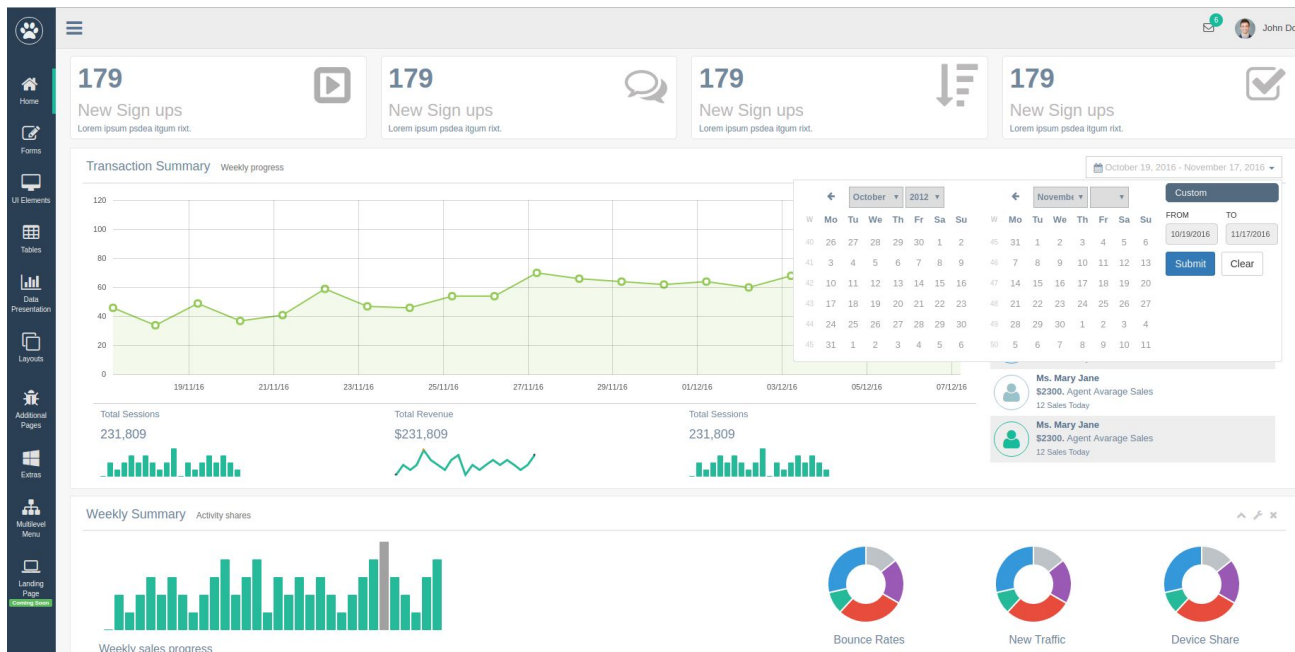 6
John Do
Home
Forms
UI Elements
Tables
Data
Presentation
Layouts
Additional
Pages
Extras
Multilevel
Menu
Landing
Page
Coming Soon
179
New Sign ups
Lorem ipsum psdea itgum rixt.
179
New Sign ups
Lorem ipsum psdea itgum rixt.
179
New Sign ups
Lorem ipsum psdea itgum rixt.
179
New Sign ups
Lorem ipsum psdea itgum rixt.
Transaction Summary Weekly progress
October 19, 2016 - November 17, 2016
120
100
80
60
40
20
0
19/11/16 21/11/16 23/11/16 25/11/16 27/11/16 29/11/16 01/12/16 03/12/16 05/12/16 07/12/16
October 2012
W Mo Tu We Th Fr Sa Su
40 26 27 28 29 30 1 2
41 3 4 5 6 7 8 9
42 10 11 12 13 14 15 16
43 17 18 19 20 21 22 23
44 24 25 26 27 28 29 30
45 31 1 2 3 4 5 6
Novembe
W Mo Tu We Th Fr Sa Su
45 31 1 2 3 4 5 6
46 7 8 9 10 11 12 13
47 14 15 16 17 18 19 20
48 21 22 23 24 25 26 27
49 28 29 30 1 2 3 4
50 5 6 7 8 9 10 11
Custom
FROM TO
10/19/2016 11/17/2016
Submit Clear
Ms. Mary Jane
$2300. Agent Avarage Sales
12 Sales Today
Ms. Mary Jane
$2300. Agent Avarage Sales
12 Sales Today
Total Sessions
231,809
Total Revenue
$231,809
Total Sessions
231,809
Weekly Summary Activity shares
Weekly sales progress
Bounce Rates
New Traffic
Device Share